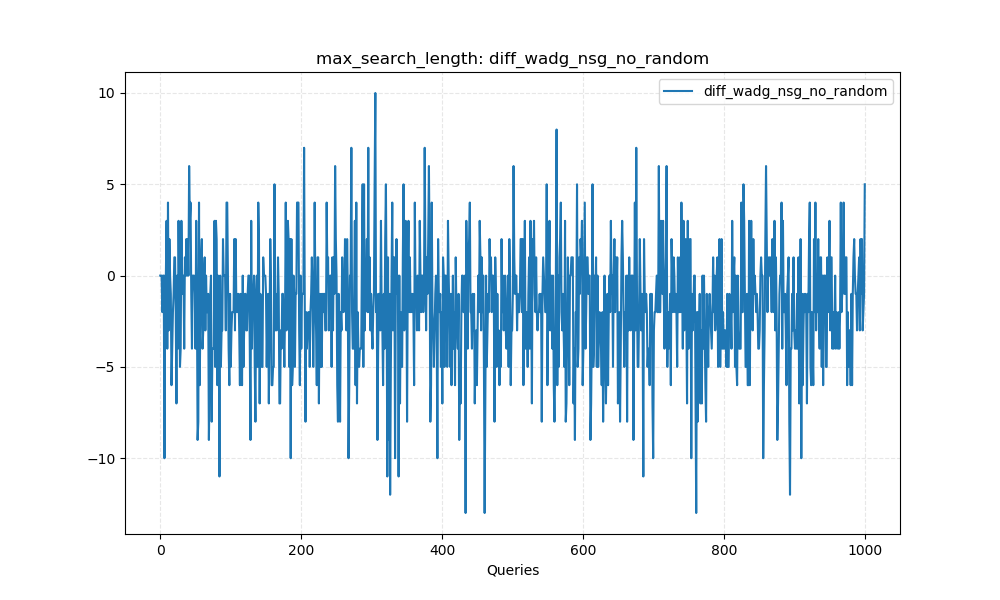 max_search_length: diff_wadg_nsg_no_random
diff_wadg_nsg_no_random
10
5
0
−5
−10
0 200 400 600 800 1000
Queries